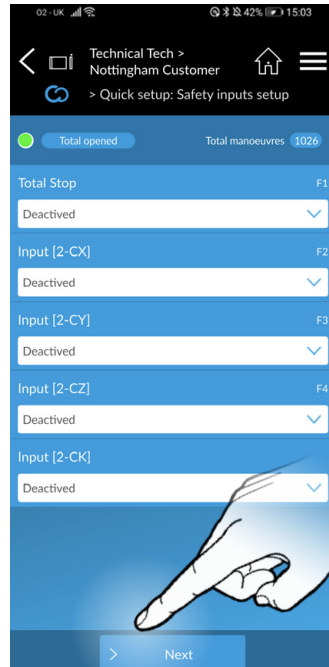 O2-UK 42% 15:03
Technical Tech >
Nottingham Customer
> Quick setup: Safety inputs setup
Total opened Total manoeuvres 1026
Total Stop F1
Deactived
Input [2-CX] F2
Deactived
Input [2-CY] F3
Deactived
Input [2-CZ] F4
Deactived
Input [2-CK]
Deactived
> Next